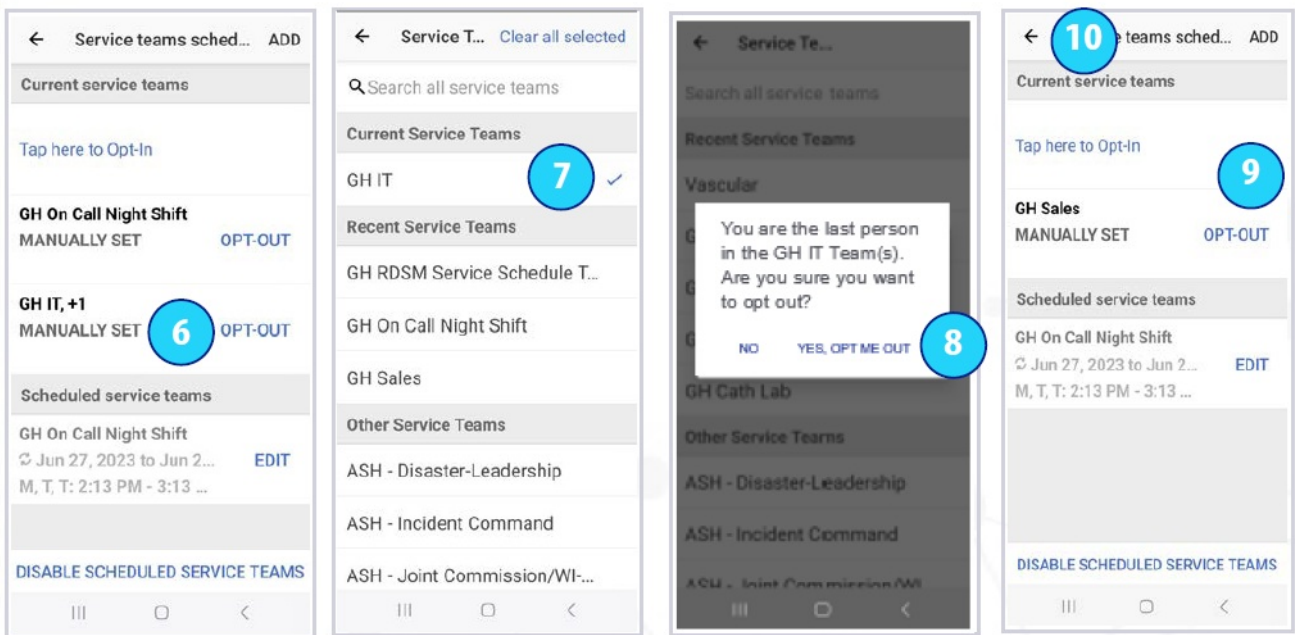 ← Service teams sched... ADD
Current service teams
Tap here to Opt-In
GH On Call Night Shift
MANUALLY SET OPT-OUT
GH IT, +1
MANUALLY SET 6 OPT-OUT
Scheduled service teams
GH On Call Night Shift
Jun 27, 2023 to Jun 2... EDIT
M, T, T: 2:13 PM - 3:13 ...
DISABLE SCHEDULED SERVICE TEAMS
← Service T... Clear all selected
Search all service teams
Current Service Teams
GH IT 7
Recent Service Teams
GH RDSM Service Schedule T...
GH On Call Night Shift
GH Sales
Other Service Teams
ASH - Disaster-Leadership
ASH - Incident Command
ASH - Joint Commission/WI-...
← Service Te...
Search all service teams
Recent Service Teams
Vascular
You are the last person
in the GH IT Team(s).
Are you sure you want
to opt out?
NO YES, OPT ME OUT 8
GH Cath Lab
Other Service Teams
ASH - Disaster-Leadership
ASH - Incident Command
ASH - Joint Commission/WI
← 10 teams sched... ADD
Current service teams
Tap here to Opt-In
9
GH Sales
MANUALLY SET OPT-OUT
Scheduled service teams
GH On Call Night Shift
Jun 27, 2023 to Jun 2... EDIT
M, T, T: 2:13 PM - 3:13 ...
DISABLE SCHEDULED SERVICE TEAMS